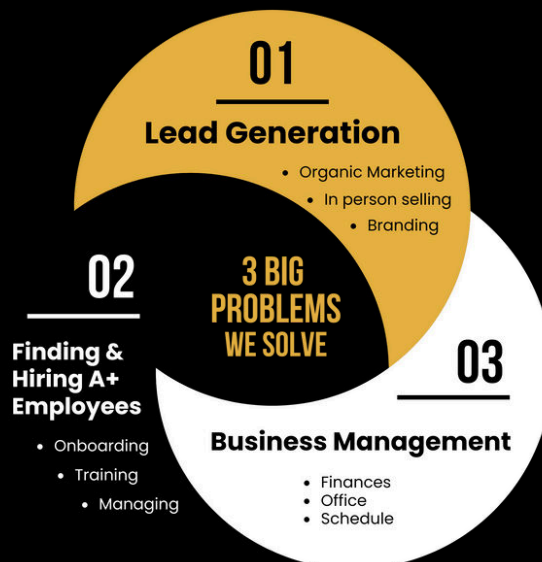 01
Lead Generation
• Organic Marketing
• In person selling
• Branding
3 BIG
PROBLEMS
WE SOLVE
02
Finding &
Hiring A+
Employees
• Onboarding
• Training
• Managing
03
Business Management
• Finances
• Office
• Schedule